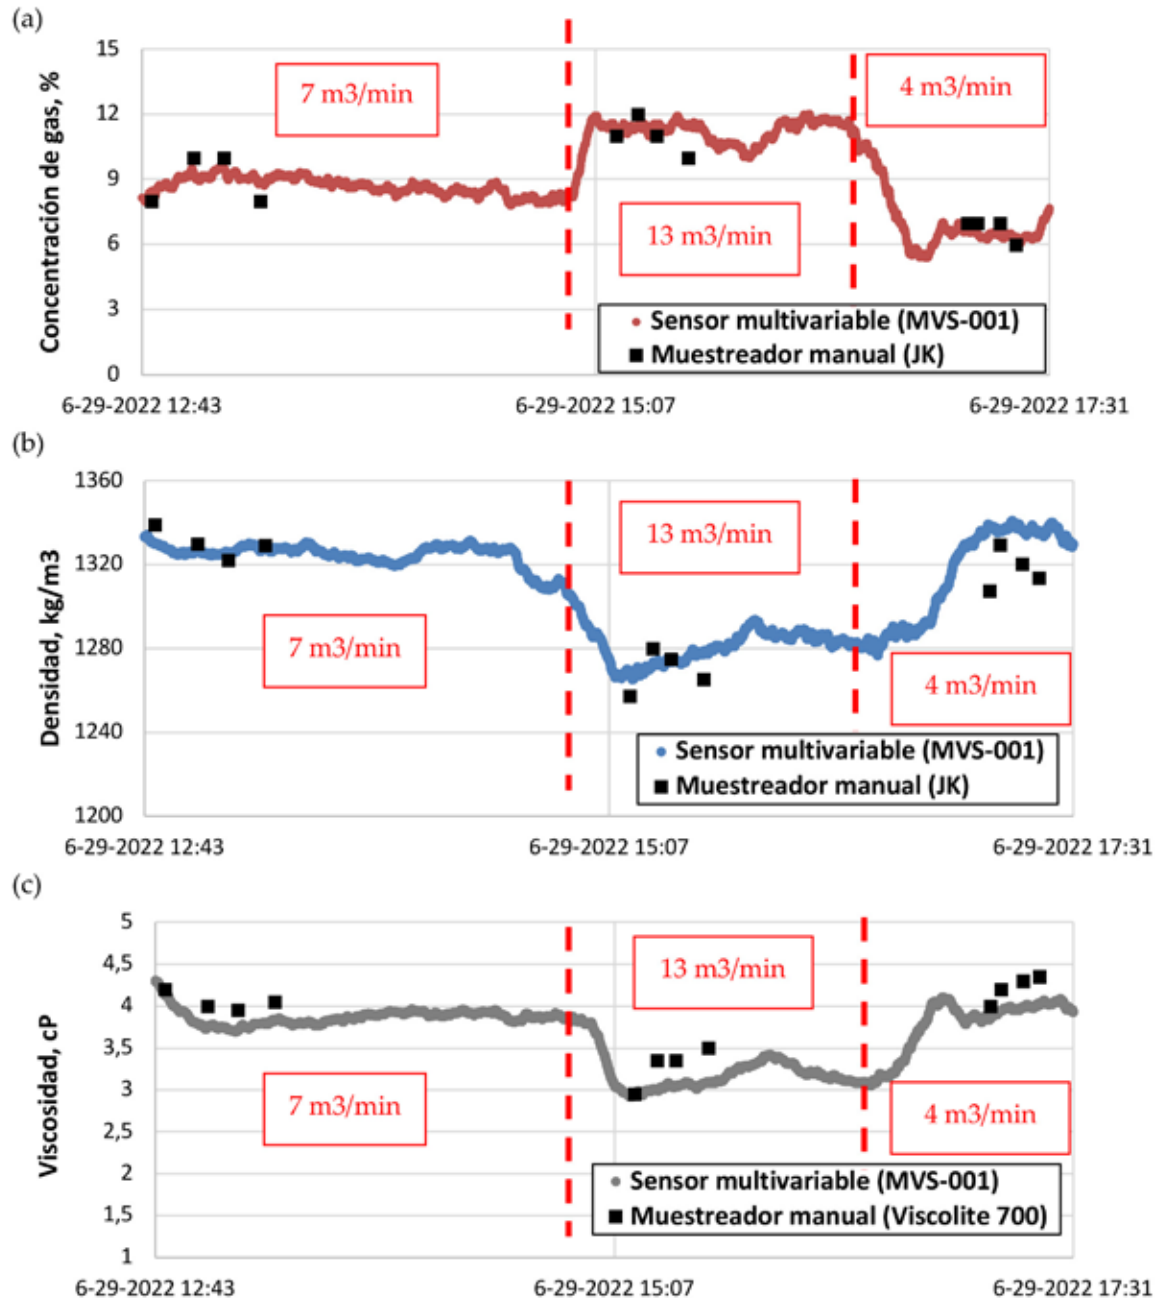 (a)
Concentración de gas, %
15
12
9
6
3
0
7 m3/min
13 m3/min
4 m3/min
Sensor multivariable (MVS-001)
Muestreador manual (JK)
6-29-2022 12:43
6-29-2022 15:07
6-29-2022 17:31
(b)
Densidad, kg/m3
1360
1320
1280
1240
1200
7 m3/min
13 m3/min
4 m3/min
Sensor multivariable (MVS-001)
Muestreador manual (JK)
6-29-2022 12:43
6-29-2022 15:07
6-29-2022 17:31
(c)
Viscosidad, cP
5
4,5
4
3,5
3
2,5
2
1,5
1
7 m3/min
13 m3/min
4 m3/min
Sensor multivariable (MVS-001)
Muestreador manual (Viscolite 700)
6-29-2022 12:43
6-29-2022 15:07
6-29-2022 17:31